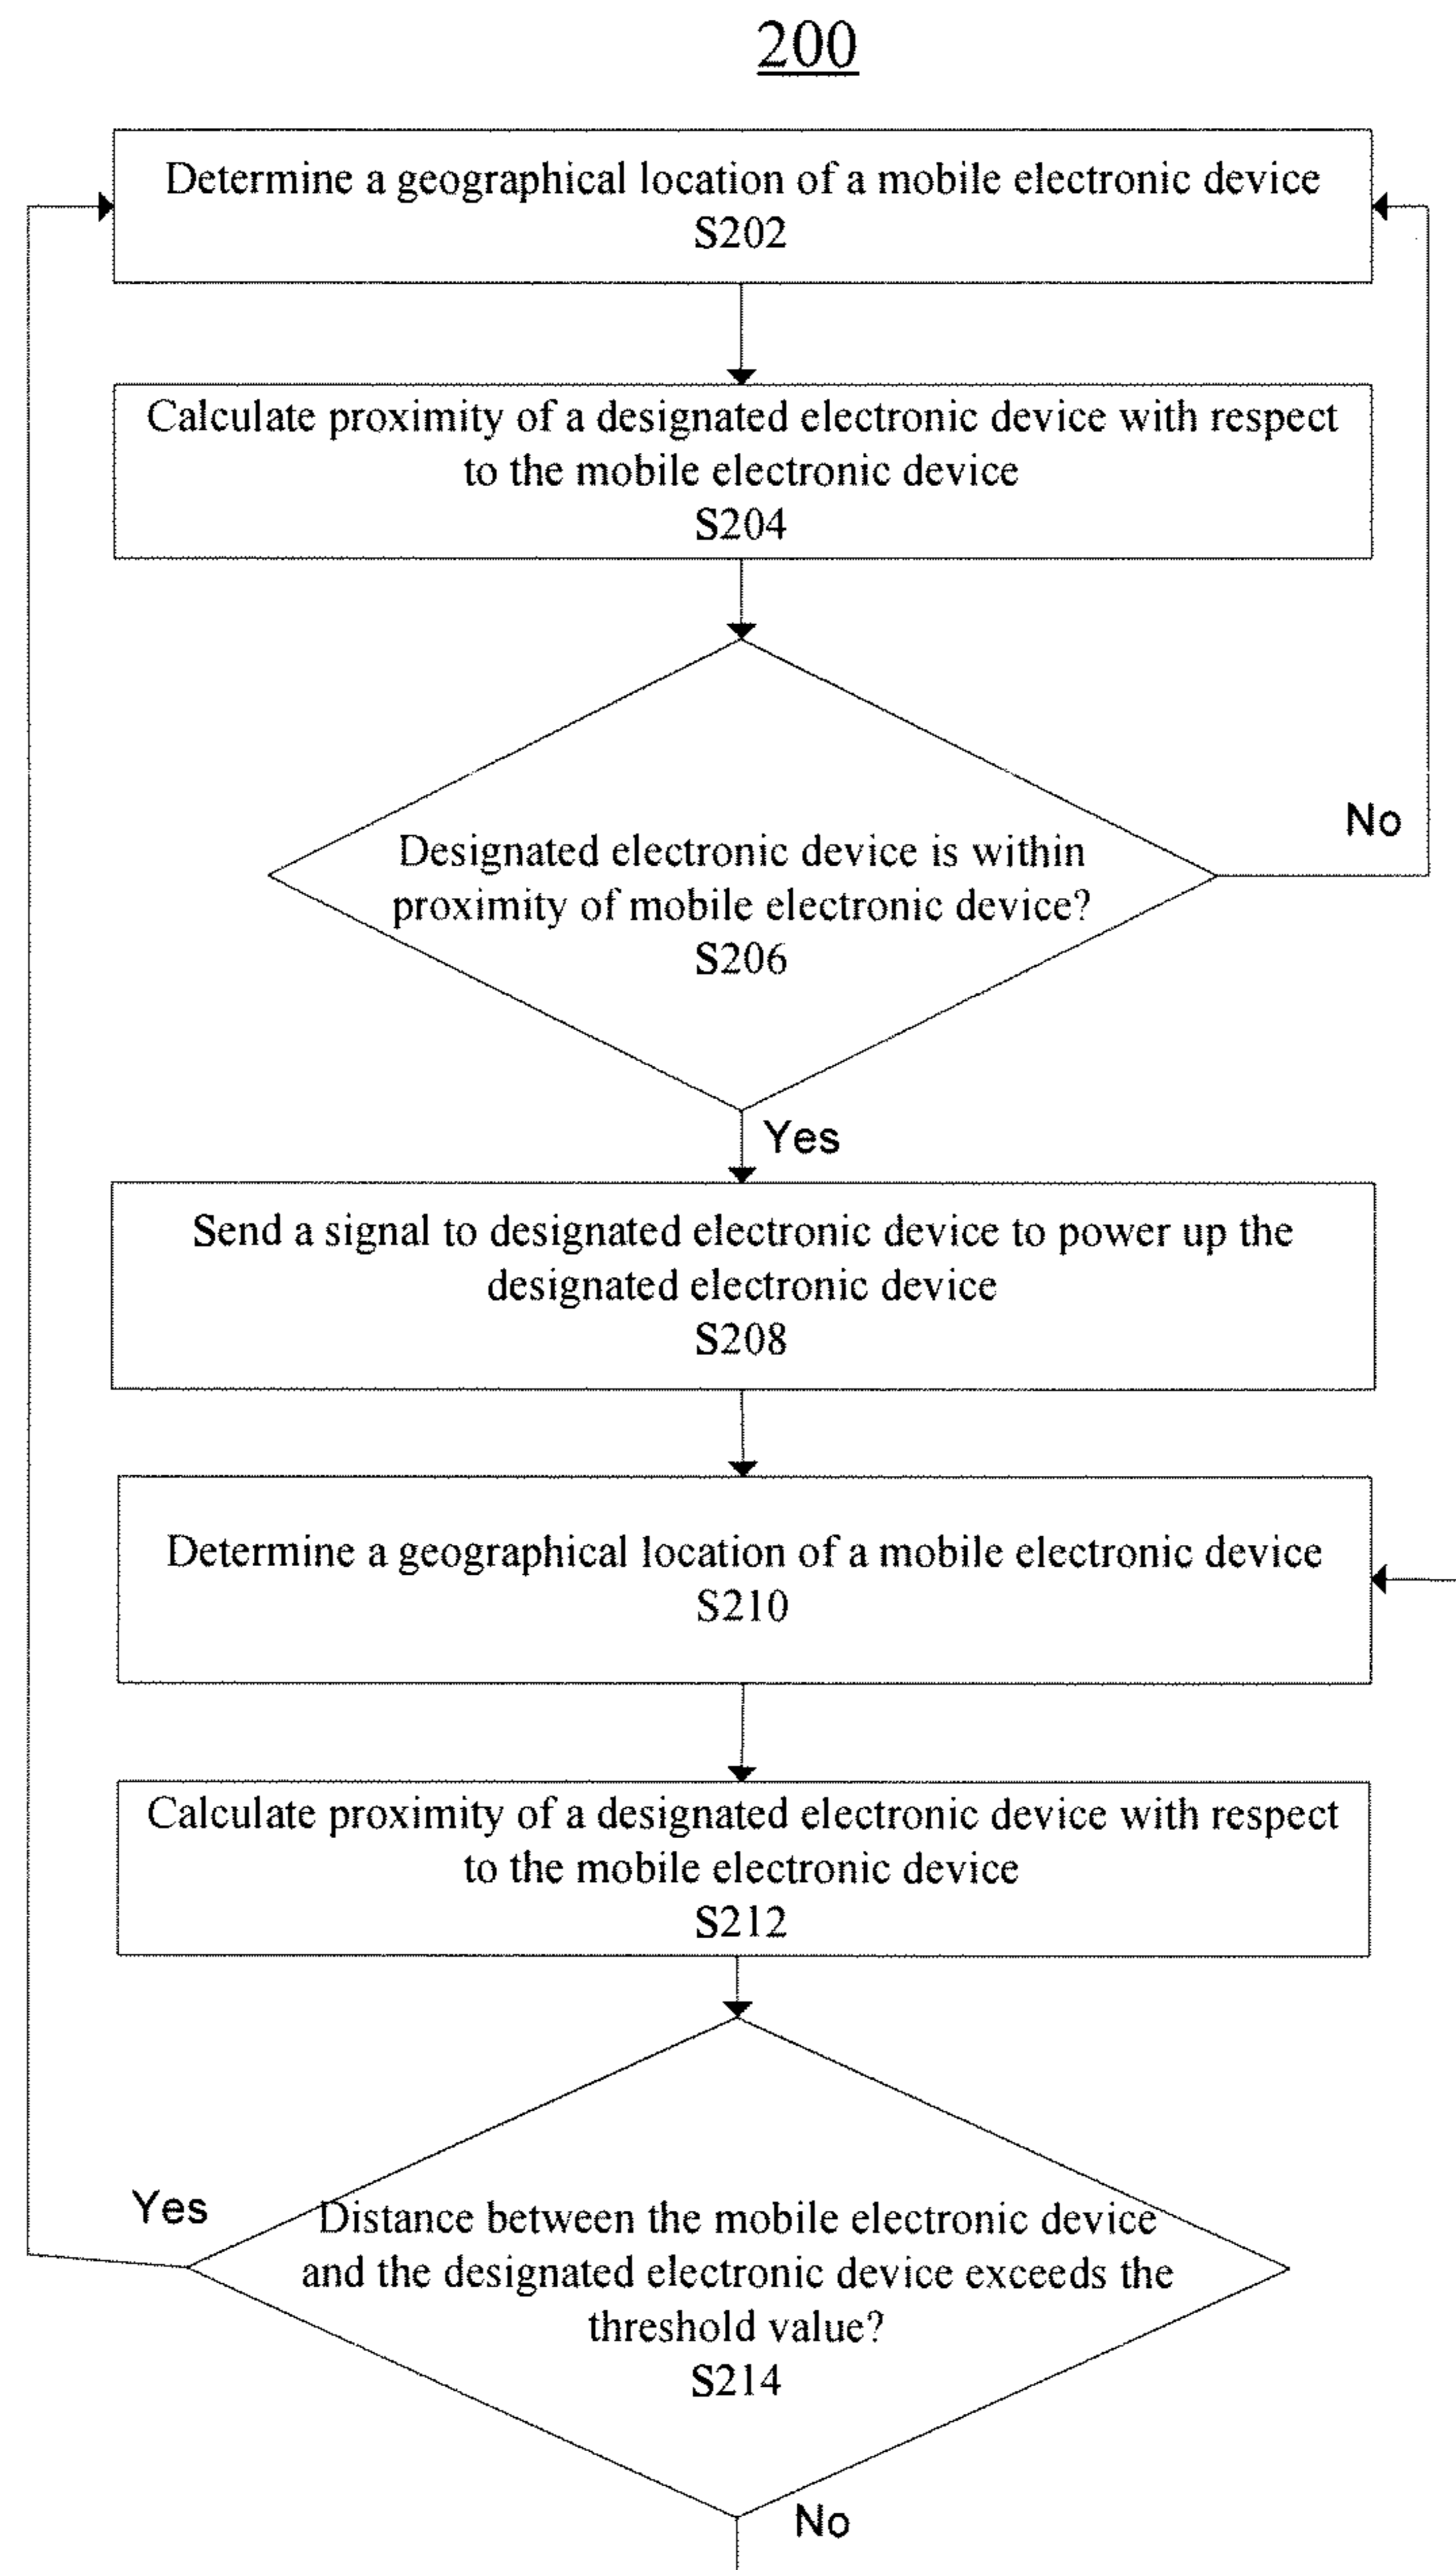 200
Determine a geographical location of a mobile electronic device
S202
Calculate proximity of a designated electronic device with respect
to the mobile electronic device
S204
Designated electronic device is within
proximity of mobile electronic device?
S206
No
Yes
Send a signal to designated electronic device to power up the
designated electronic device
S208
Determine a geographical location of a mobile electronic device
S210
Calculate proximity of a designated electronic device with respect
to the mobile electronic device
S212
Yes
Distance between the mobile electronic device
and the designated electronic device exceeds the
threshold value?
S214
No